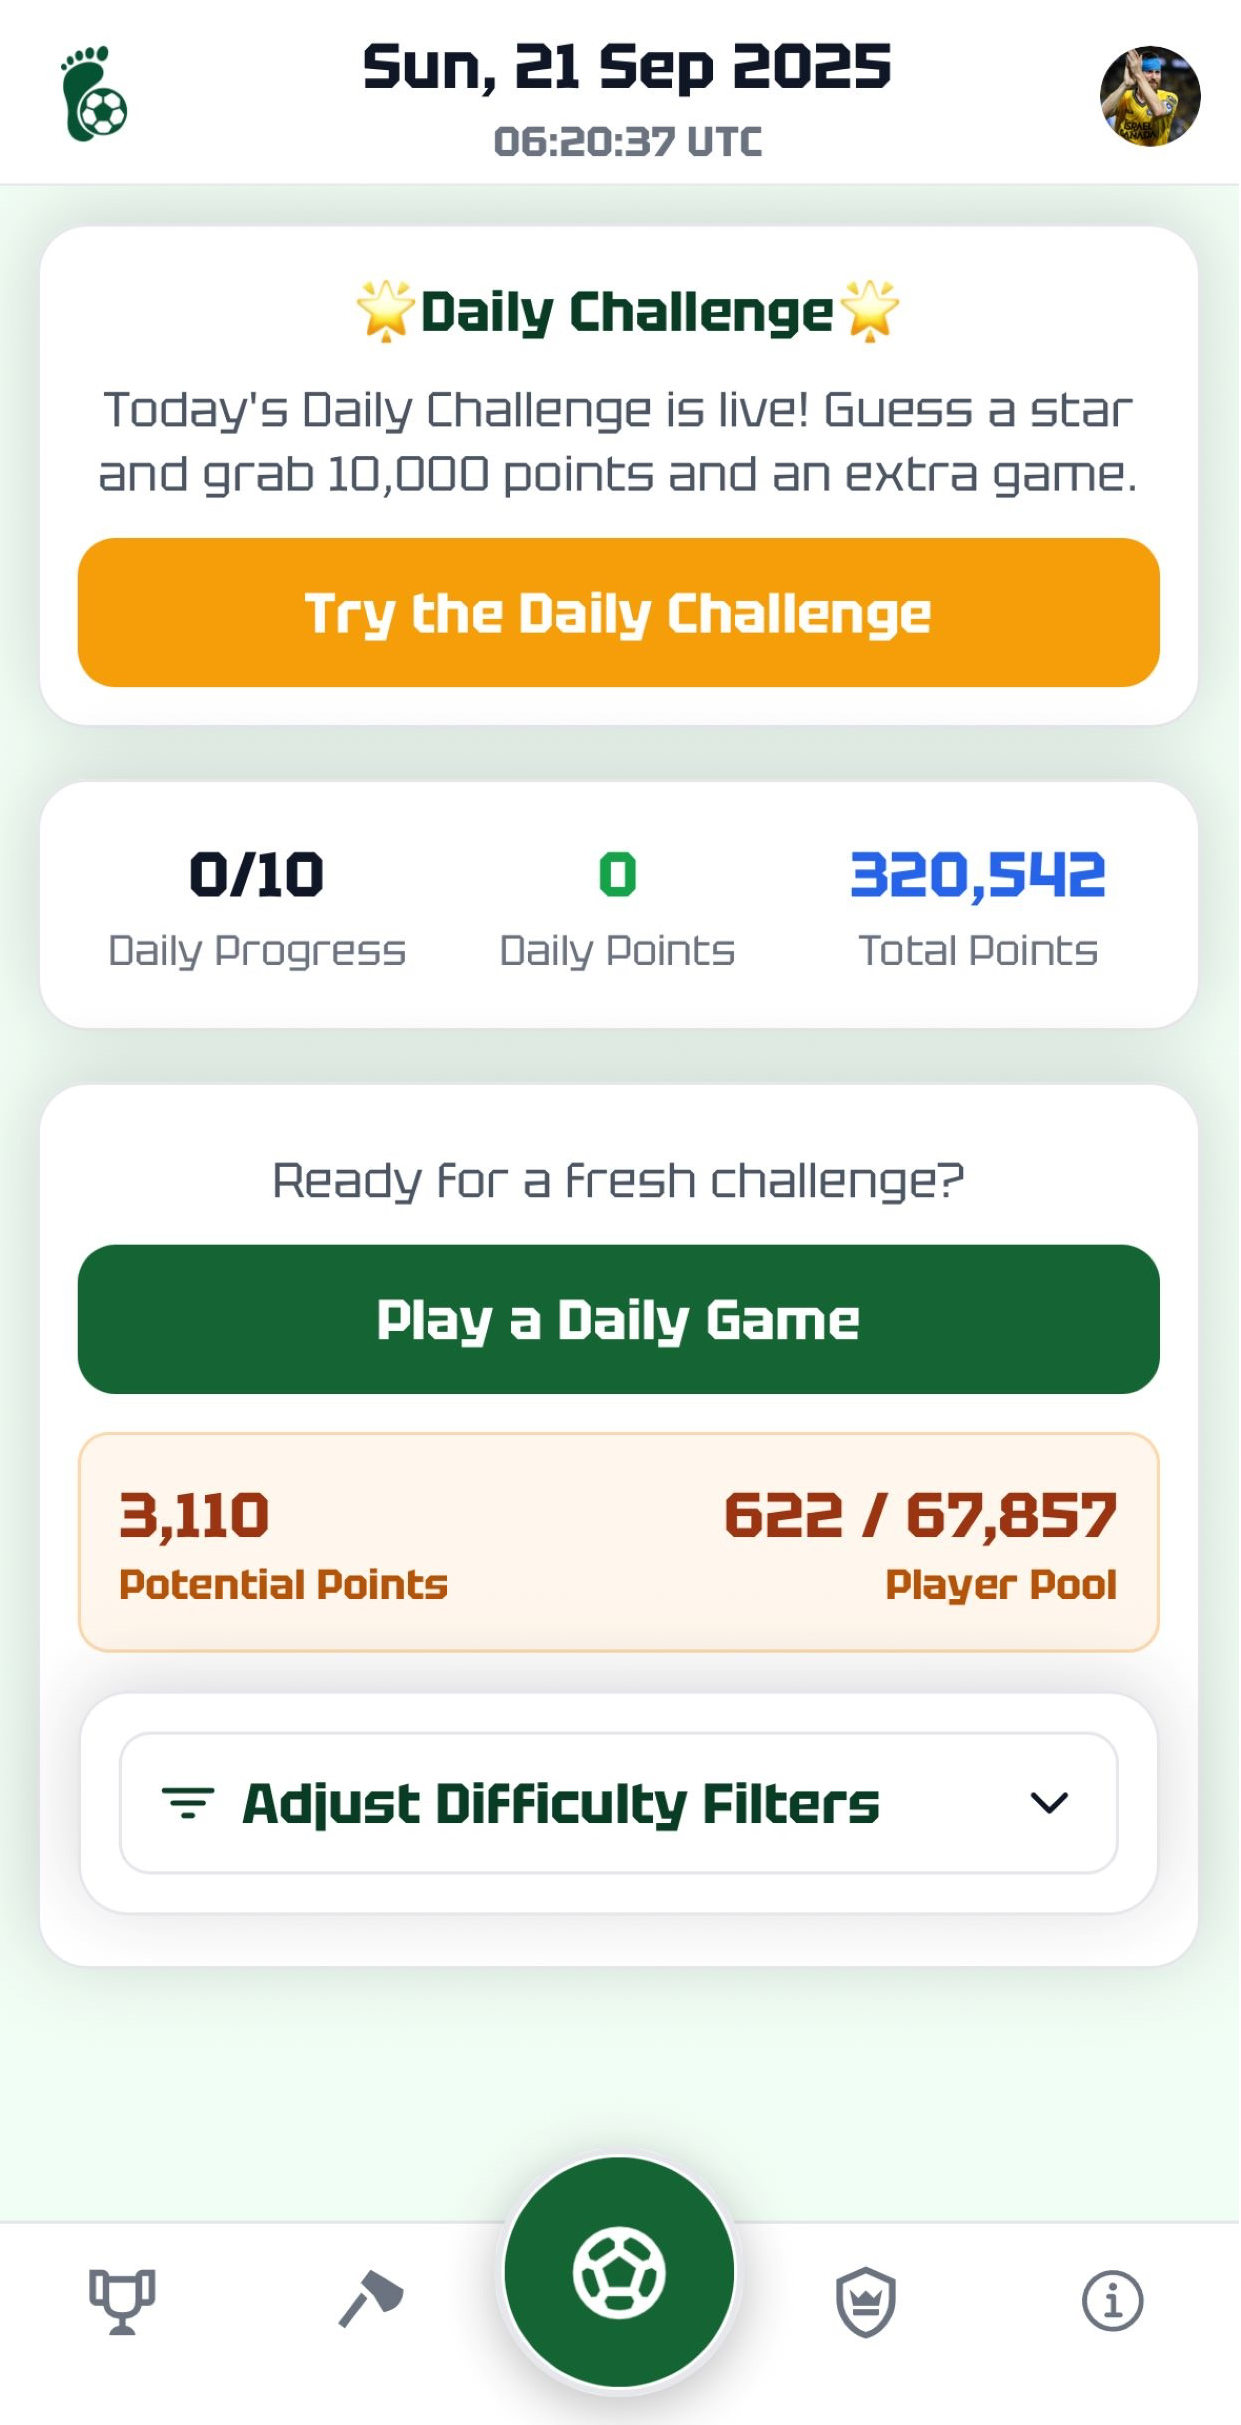 Sun, 21 Sep 2025
06:20:37 UTC
🌟Daily Challenge🌟
Today's Daily Challenge is live! Guess a star
and grab 10,000 points and an extra game.
Try the Daily Challenge
0/10
Daily Progress
0
Daily Points
320,542
Total Points
Ready for a fresh challenge?
Play a Daily Game
3,110
Potential Points
622 / 67,857
Player Pool
Adjust Difficulty Filters